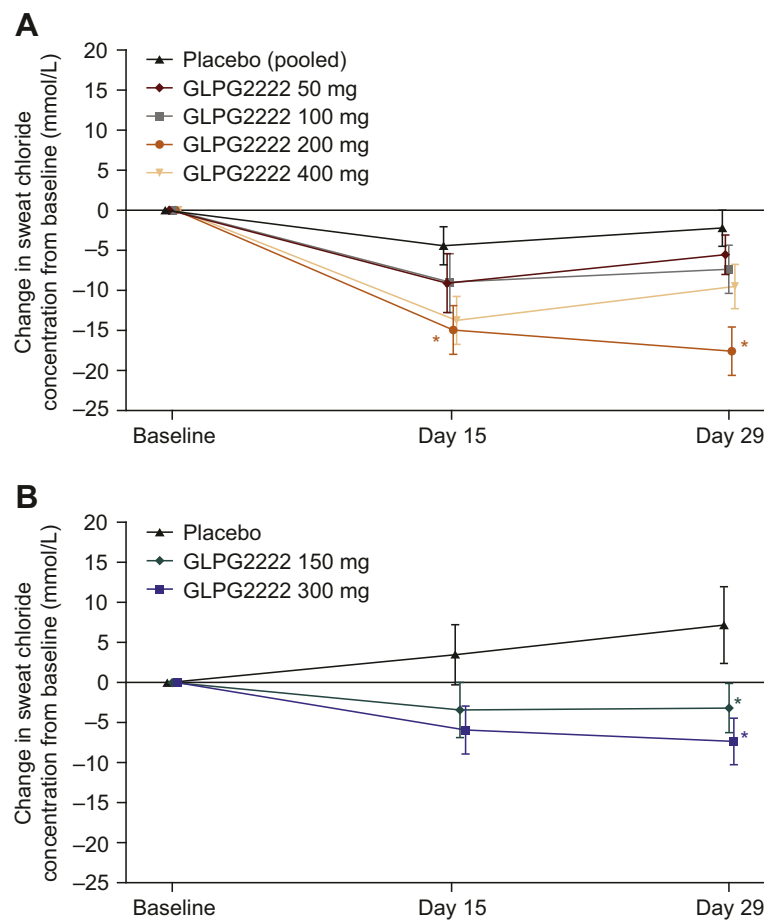 A
Change in sweat chloride
concentration from baseline (mmol/L)
20
15
10
5
0
–5
–10
–15
–20
–25
Placebo (pooled)
GLPG2222 50 mg
GLPG2222 100 mg
GLPG2222 200 mg
GLPG2222 400 mg
*
*
Baseline
Day 15
Day 29
B
Change in sweat chloride
concentration from baseline (mmol/L)
20
15
10
5
0
–5
–10
–15
–20
–25
Placebo
GLPG2222 150 mg
GLPG2222 300 mg
*
*
Baseline
Day 15
Day 29